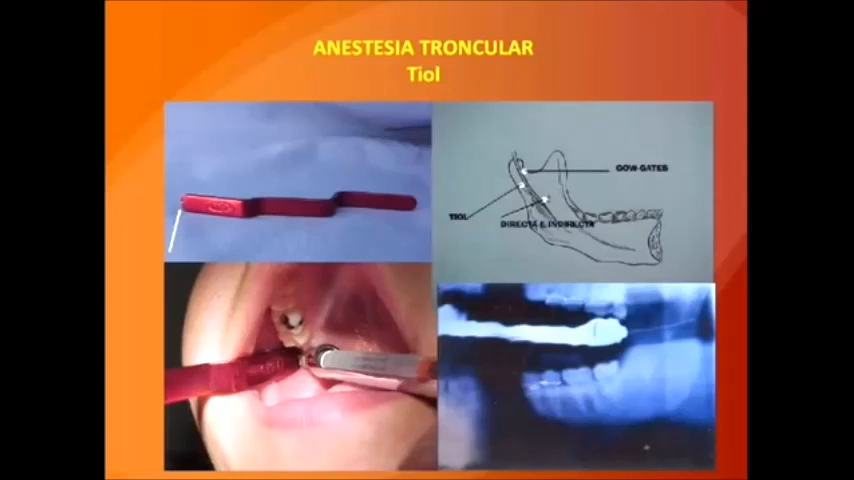 ANESTESIA TRONCULAR
Tiol
GOW-GATES
TIOL
DIRECTA E INDIRECTA